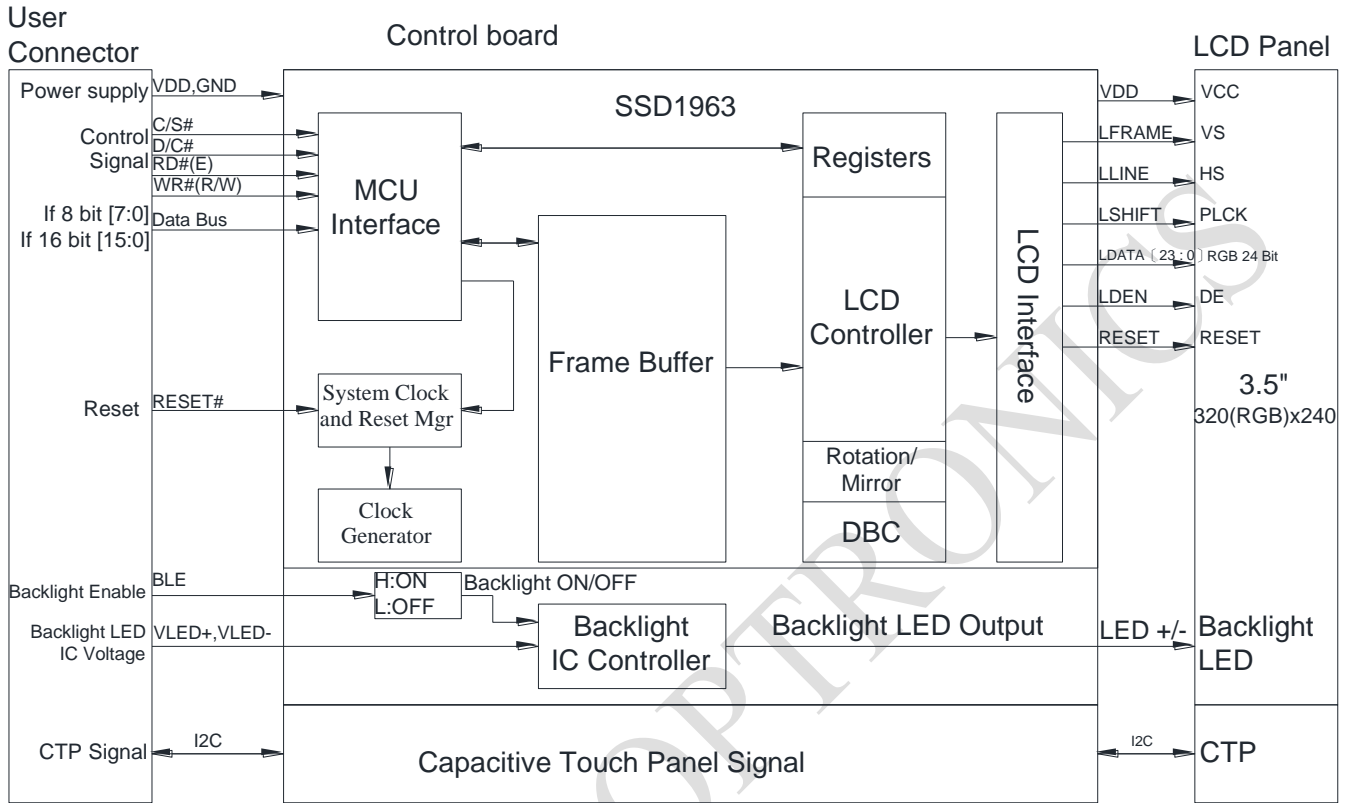 User
Connector
Control board
LCD Panel
Power supply
VDD,GND
Control
Signal
C/S#
D/C#
RD#(E)
WR#(R/W)
If 8 bit [7:0]
If 16 bit [15:0]
Data Bus
Reset
RESET#
Backlight Enable
BLE
Backlight LED
IC Voltage
VLED+,VLED-
CTP Signal
I2C
SSD1963
MCU
Interface
System Clock
and Reset Mgr
Clock
Generator
Frame Buffer
Registers
LCD
Controller
Rotation/
Mirror
DBC
LCD Interface
H:ON
L:OFF
Backlight ON/OFF
Backlight
IC Controller
Backlight LED Output
Capacitive Touch Panel Signal
VDD
LFRAME
LLINE
LSHIFT
LDATA〔23:0〕
LDEN
RESET
LED +/-
I2C
VCC
VS
HS
PLCK
RGB 24 Bit
DE
RESET
3.5"
320(RGB)x240
Backlight
LED
CTP
OPTRONICS